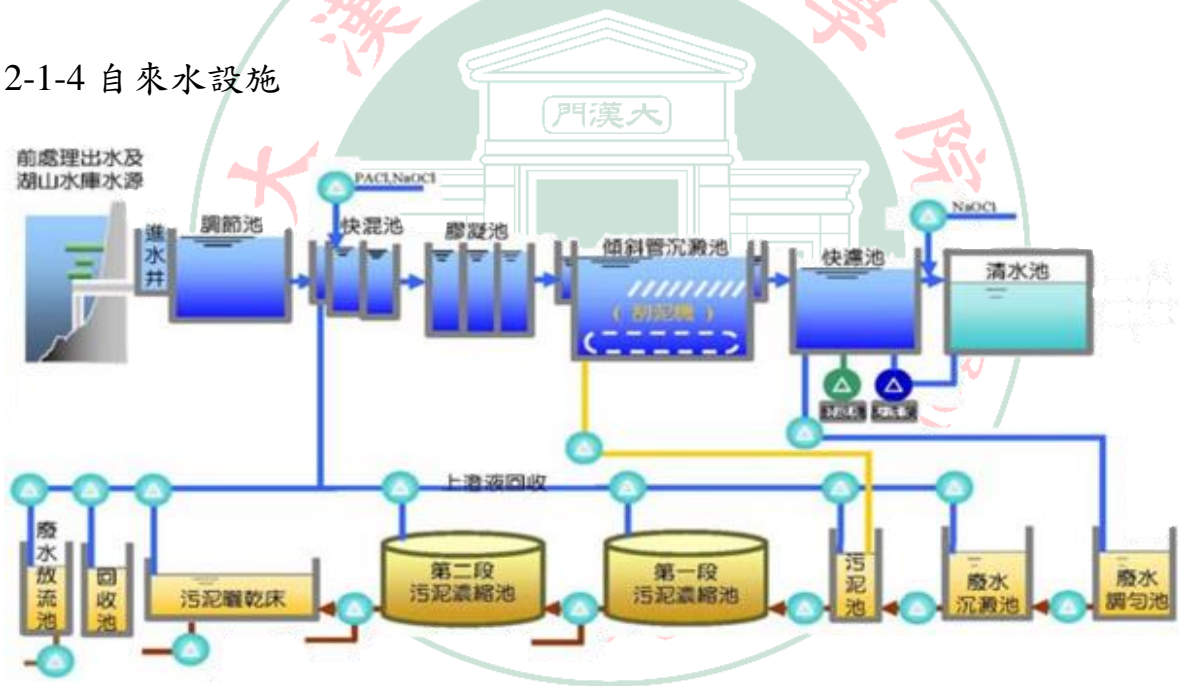 漢
學
2-1-4 自來水設施
門漢大
大
院
前處理出水及
湖山水庫水源
PACl,NaOCl
NaOCl
進水井
調節池
快混池
膠凝池
傾斜管沉澱池
(刮泥機)
快濾池
清水池
上澄液回收
廢水放流池
回收池
污泥曬乾床
第二段
污泥濃縮池
第一段
污泥濃縮池
污泥池
廢水
沉澱池
廢水
調勻池